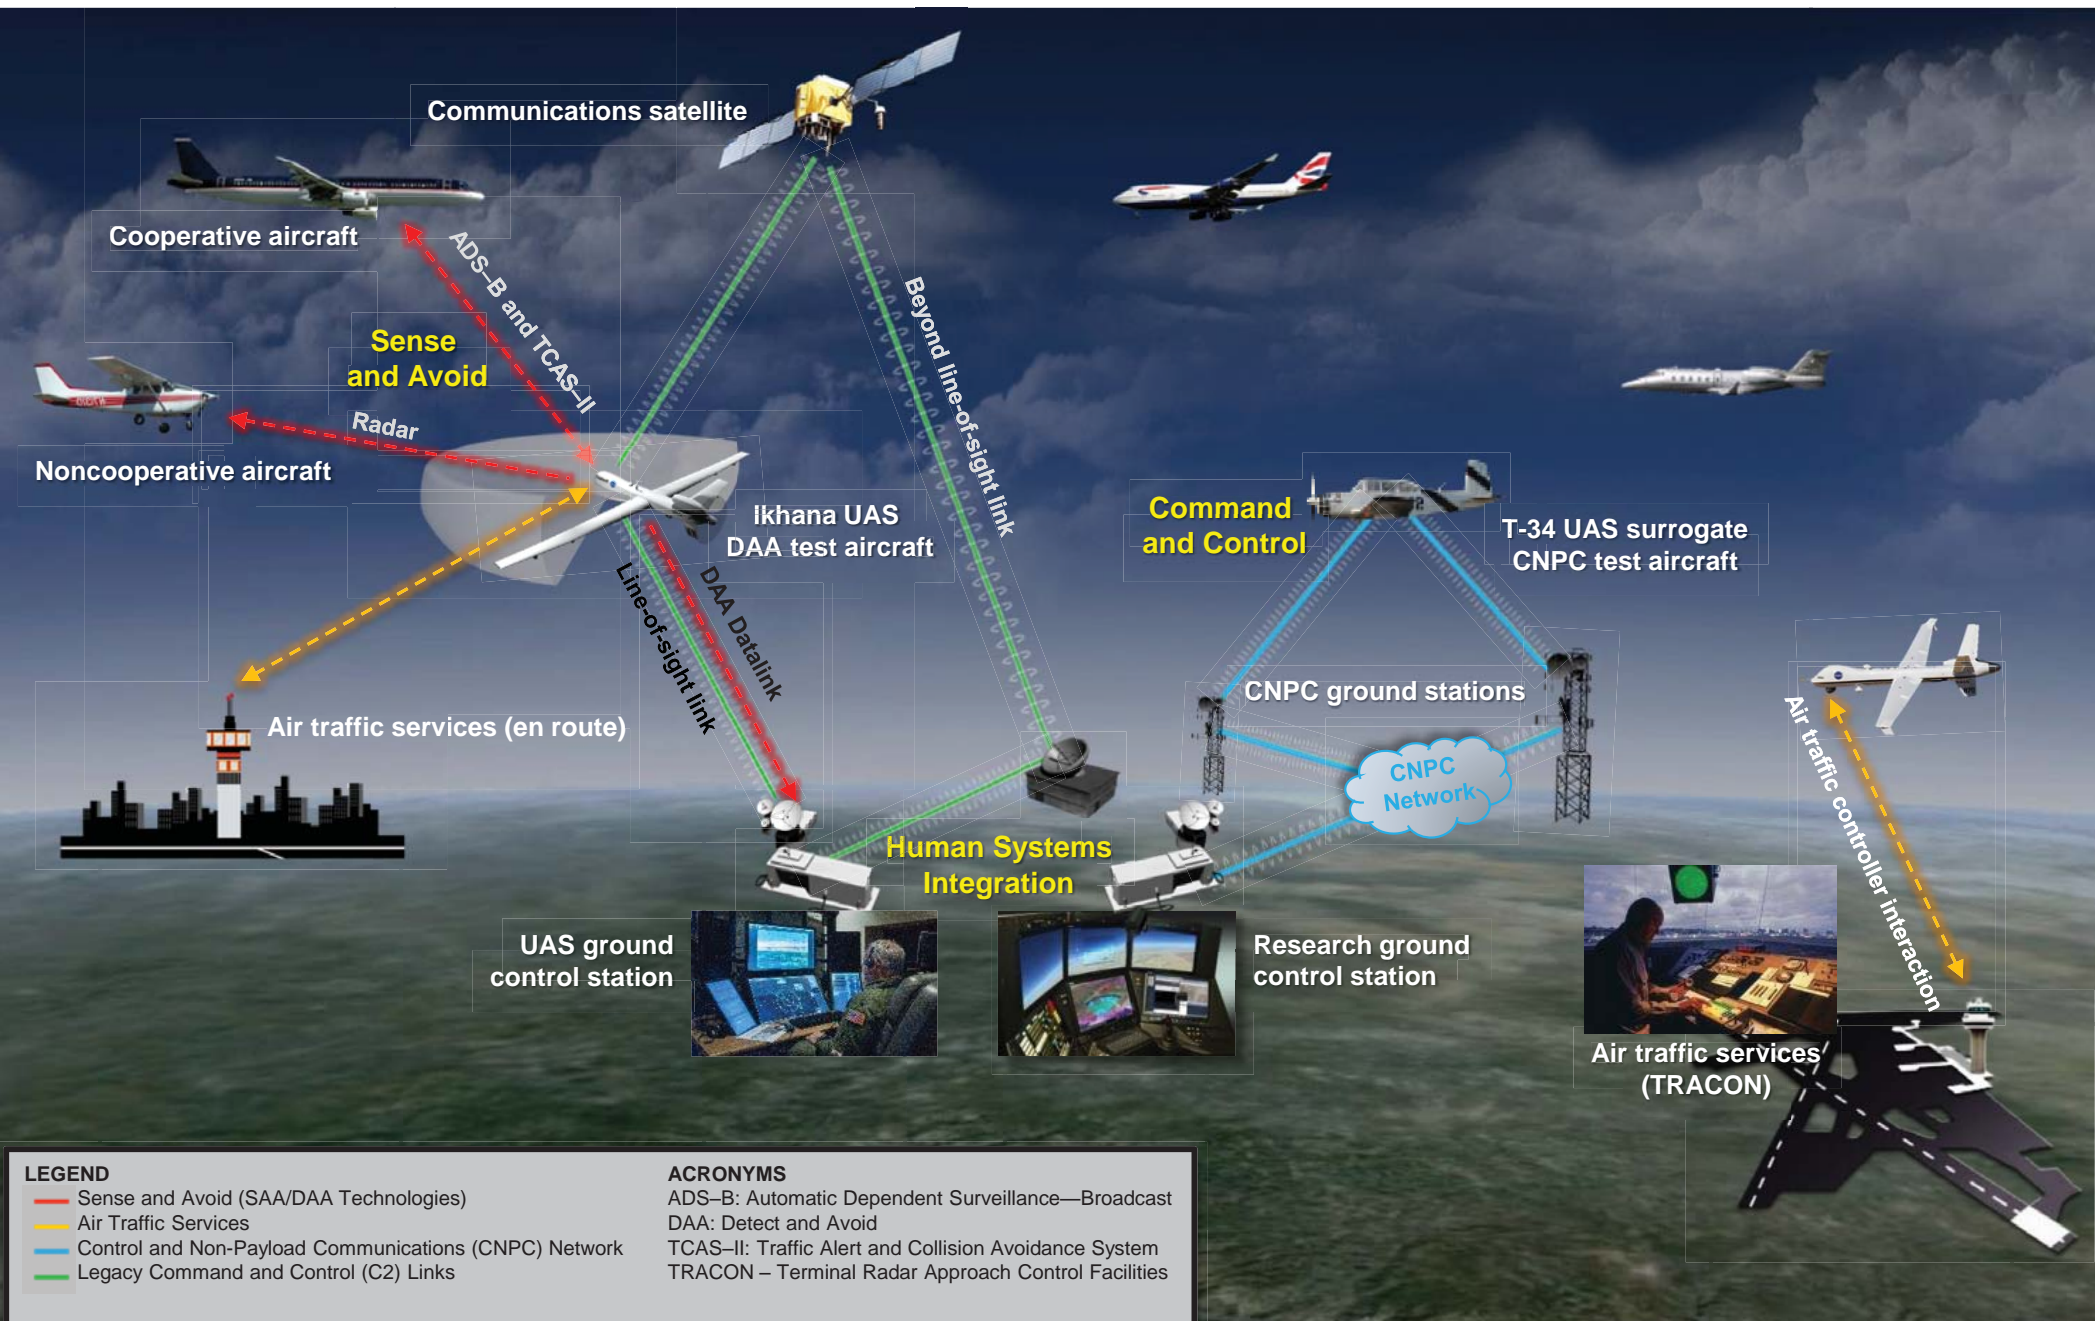 Communications satellite
Cooperative aircraft
ADS–B and TCAS–II
Beyond line-of-sight link
Sense
and Avoid
Radar
Noncooperative aircraft
Ikhana UAS
DAA test aircraft
Command
and Control
T-34 UAS surrogate
CNPC test aircraft
Line-of-sight link
DAA Datalink
CNPC ground stations
Air traffic services (en route)
CNPC
Network
Air traffic controller interaction
Human Systems
Integration
UAS ground
control station
Research ground
control station
Air traffic services
(TRACON)
LEGEND
Sense and Avoid (SAA/DAA Technologies)
Air Traffic Services
Control and Non-Payload Communications (CNPC) Network
Legacy Command and Control (C2) Links
ACRONYMS
ADS–B: Automatic Dependent Surveillance—Broadcast
DAA: Detect and Avoid
TCAS–II: Traffic Alert and Collision Avoidance System
TRACON – Terminal Radar Approach Control Facilities